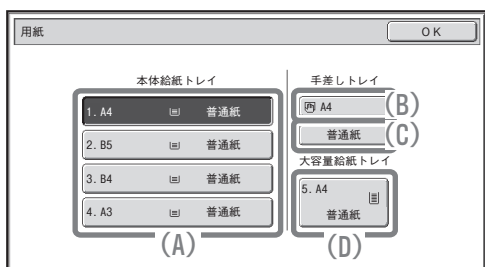 用紙
OK
本体給紙トレイ
手差しトレイ
1. A4 普通紙
2. B5 普通紙
3. B4 普通紙
4. A3 普通紙
(A)
A4
(B)
普通紙
(C)
大容量給紙トレイ
5. A4
普通紙
(D)